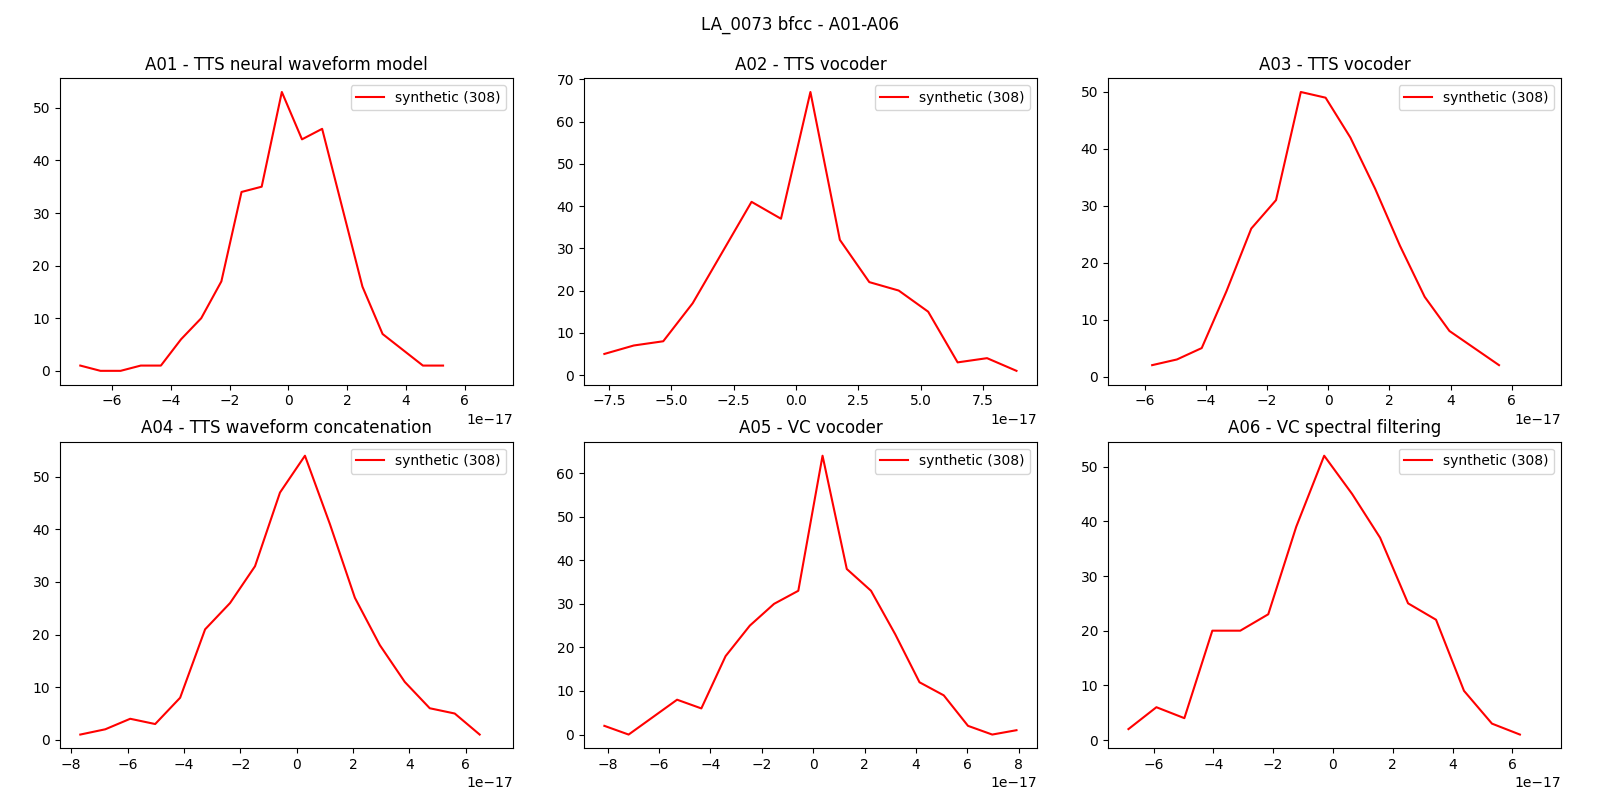 LA_0073 bfcc - A01-A06
A01 - TTS neural waveform model
synthetic (308)
50
40
30
20
10
0
−6 −4 −2 0 2 4 6
1e−17
A02 - TTS vocoder
synthetic (308)
70
60
50
40
30
20
10
0
−7.5 −5.0 −2.5 0.0 2.5 5.0 7.5
1e−17
A03 - TTS vocoder
synthetic (308)
50
40
30
20
10
0
−6 −4 −2 0 2 4 6
1e−17
A04 - TTS waveform concatenation
synthetic (308)
50
40
30
20
10
0
−8 −6 −4 −2 0 2 4 6
1e−17
A05 - VC vocoder
synthetic (308)
60
50
40
30
20
10
0
−8 −6 −4 −2 0 2 4 6 8
1e−17
A06 - VC spectral filtering
synthetic (308)
50
40
30
20
10
0
−6 −4 −2 0 2 4 6
1e−17